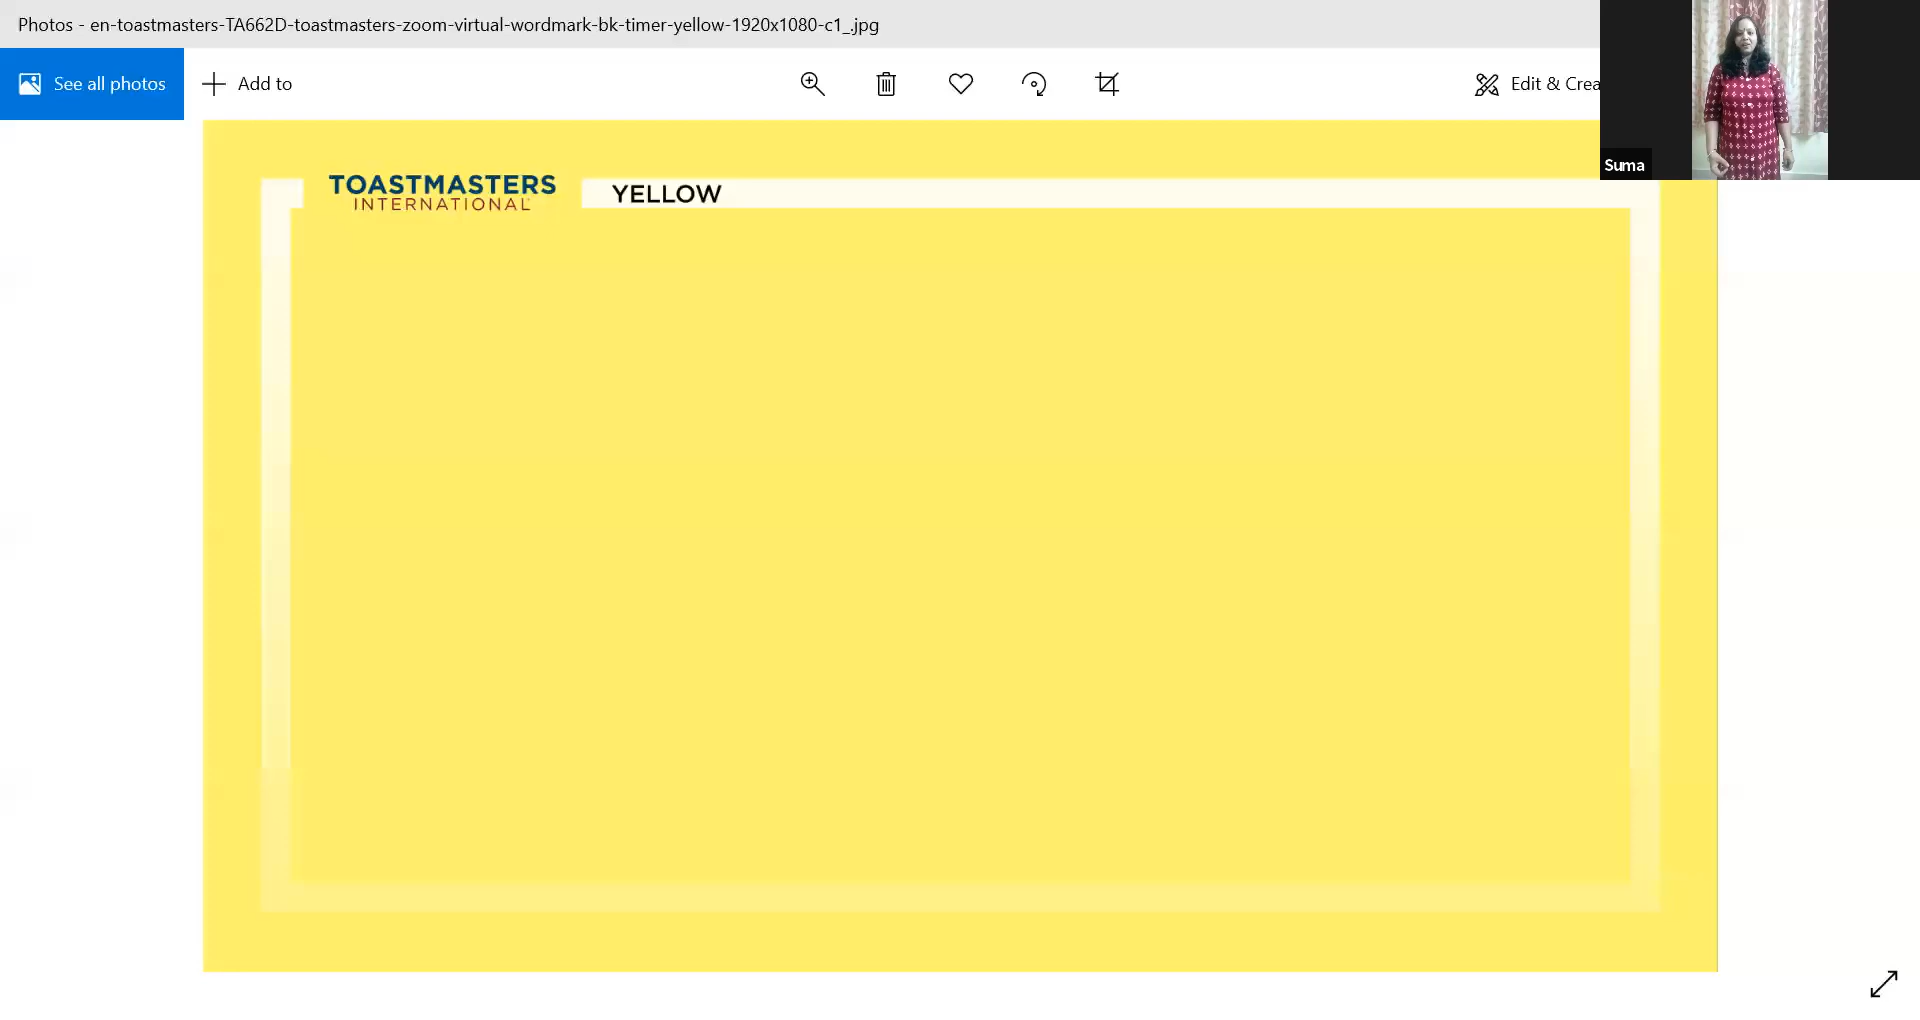 Photos - en-toastmasters-TA662D-toastmasters-zoom-virtual-wordmark-bk-timer-yellow-1920x1080-c1_.jpg
See all photos
Add to
Edit & Crea
Suma
TOASTMASTERS
INTERNATIONAL
YELLOW